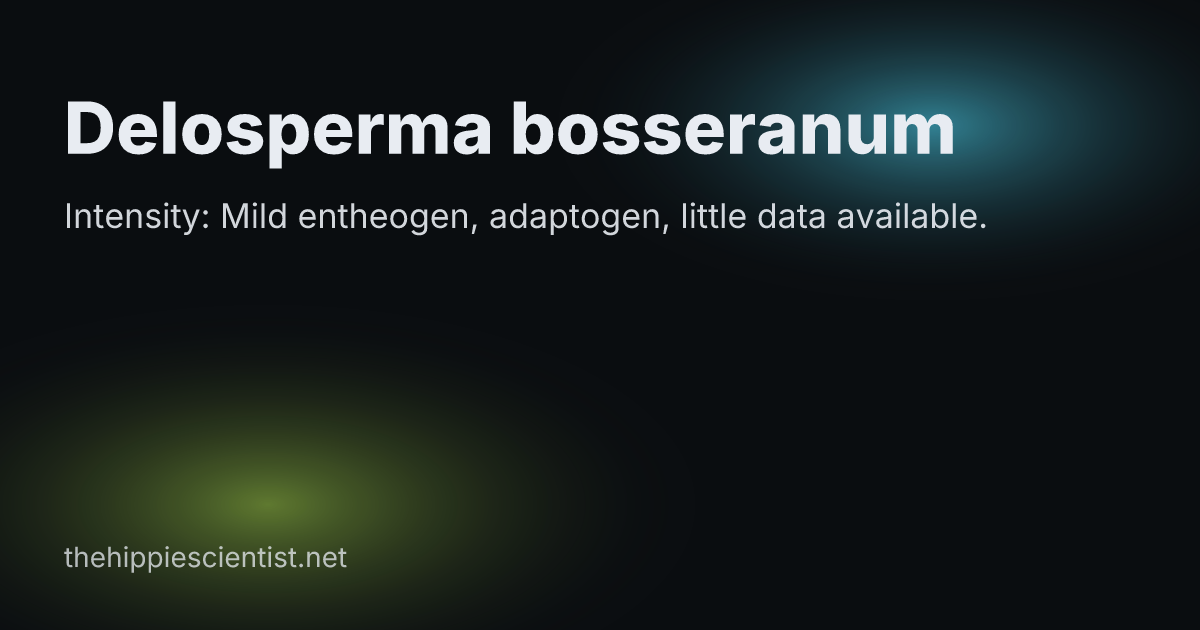 Delosperma bosseranum
Intensity: Mild entheogen, adaptogen, little data available.
thehippiescientist.net